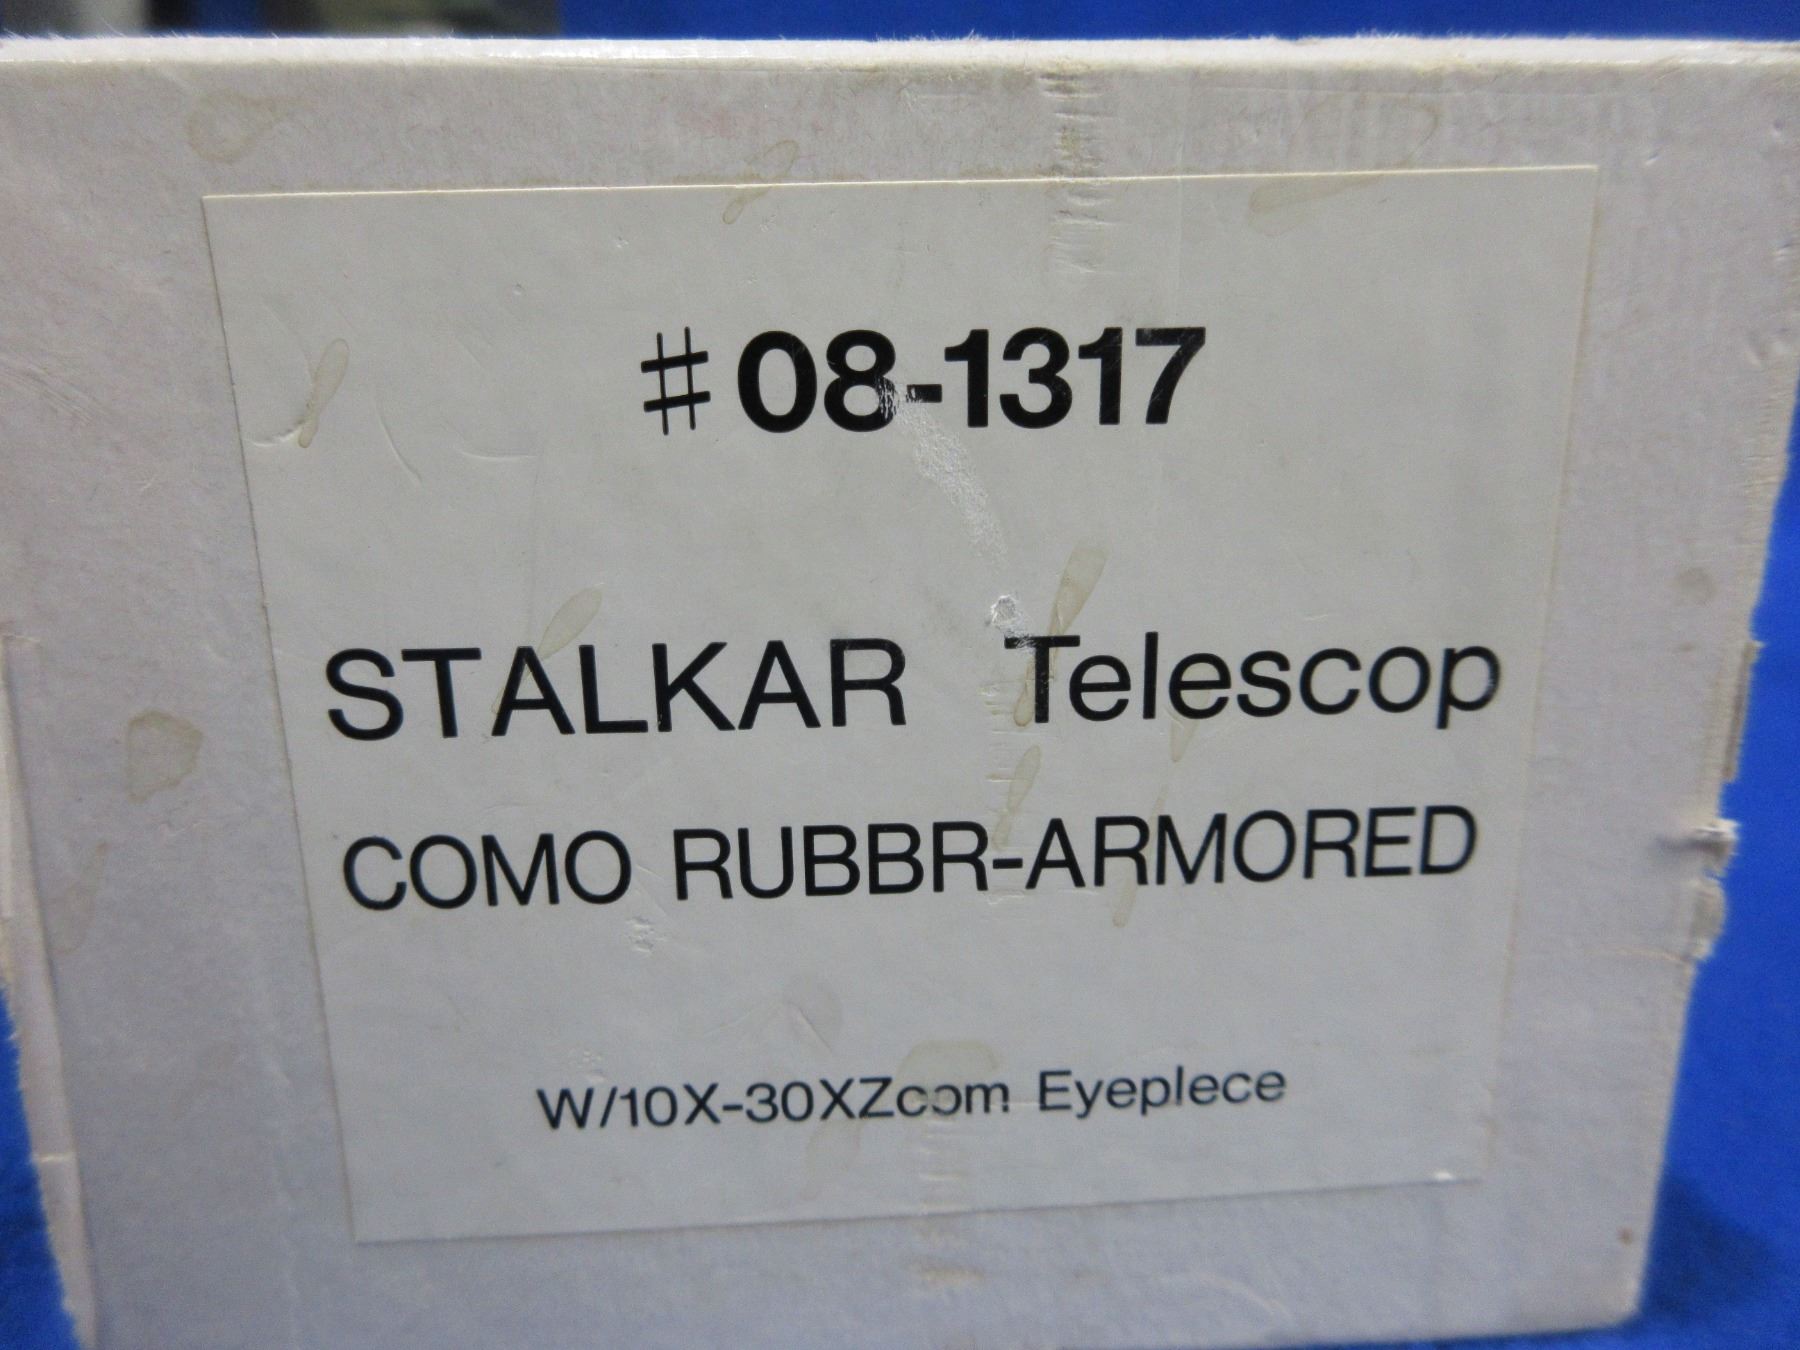 #08-1317
STALKAR Telescop
COMO RUBBR-ARMORED
W/10X-30XZcom Eyeplece